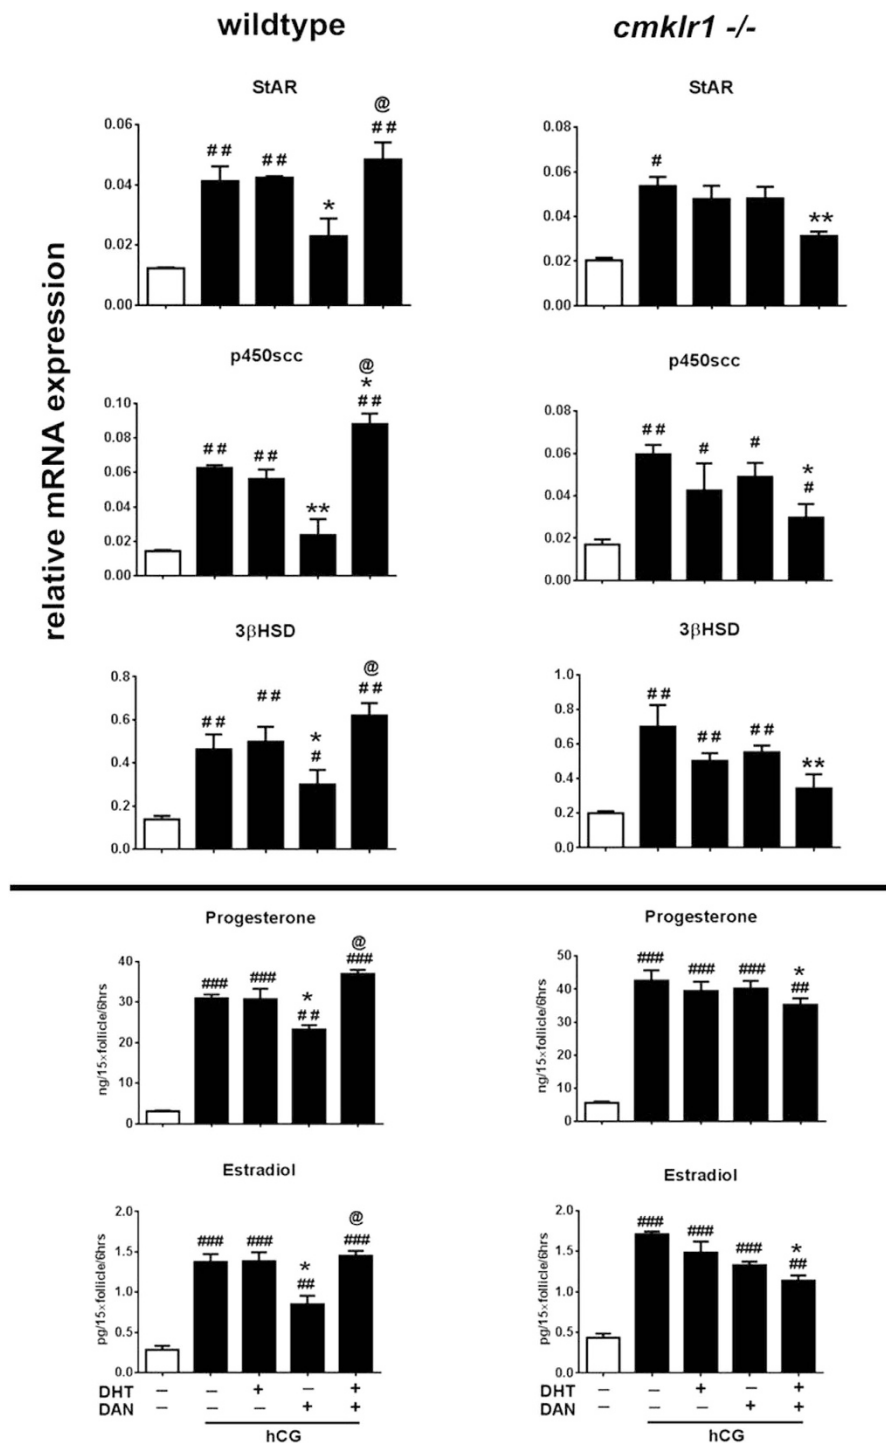 wildtype
cmklr1 -/-
relative mRNA expression
StAR
@
## ## * ##
0.06
0.04
0.02
0.00
StAR
# **
0.08
0.06
0.04
0.02
0.00
p450scc
@
*
## ## ** ##
0.10
0.08
0.06
0.04
0.02
0.00
p450scc
## # # *
#
0.08
0.06
0.04
0.02
0.00
3βHSD
@
## ## * ##
#
0.8
0.6
0.4
0.2
0.0
3βHSD
## ## ## **
1.0
0.8
0.6
0.4
0.2
0.0
Progesterone
@
### ### * ###
##
40
30
20
10
0
ng/15×follicle/6hrs
Progesterone
### ### ### *
##
50
40
30
20
10
0
ng/15×follicle/6hrs
Estradiol
@
### ### * ###
##
2.0
1.5
1.0
0.5
0.0
pg/15×follicle/6hrs
DHT – – + – +
DAN – – – + +
hCG
Estradiol
### ### ### *
##
2.0
1.5
1.0
0.5
0.0
pg/15×follicle/6hrs
– – + – +
– – – + +
hCG